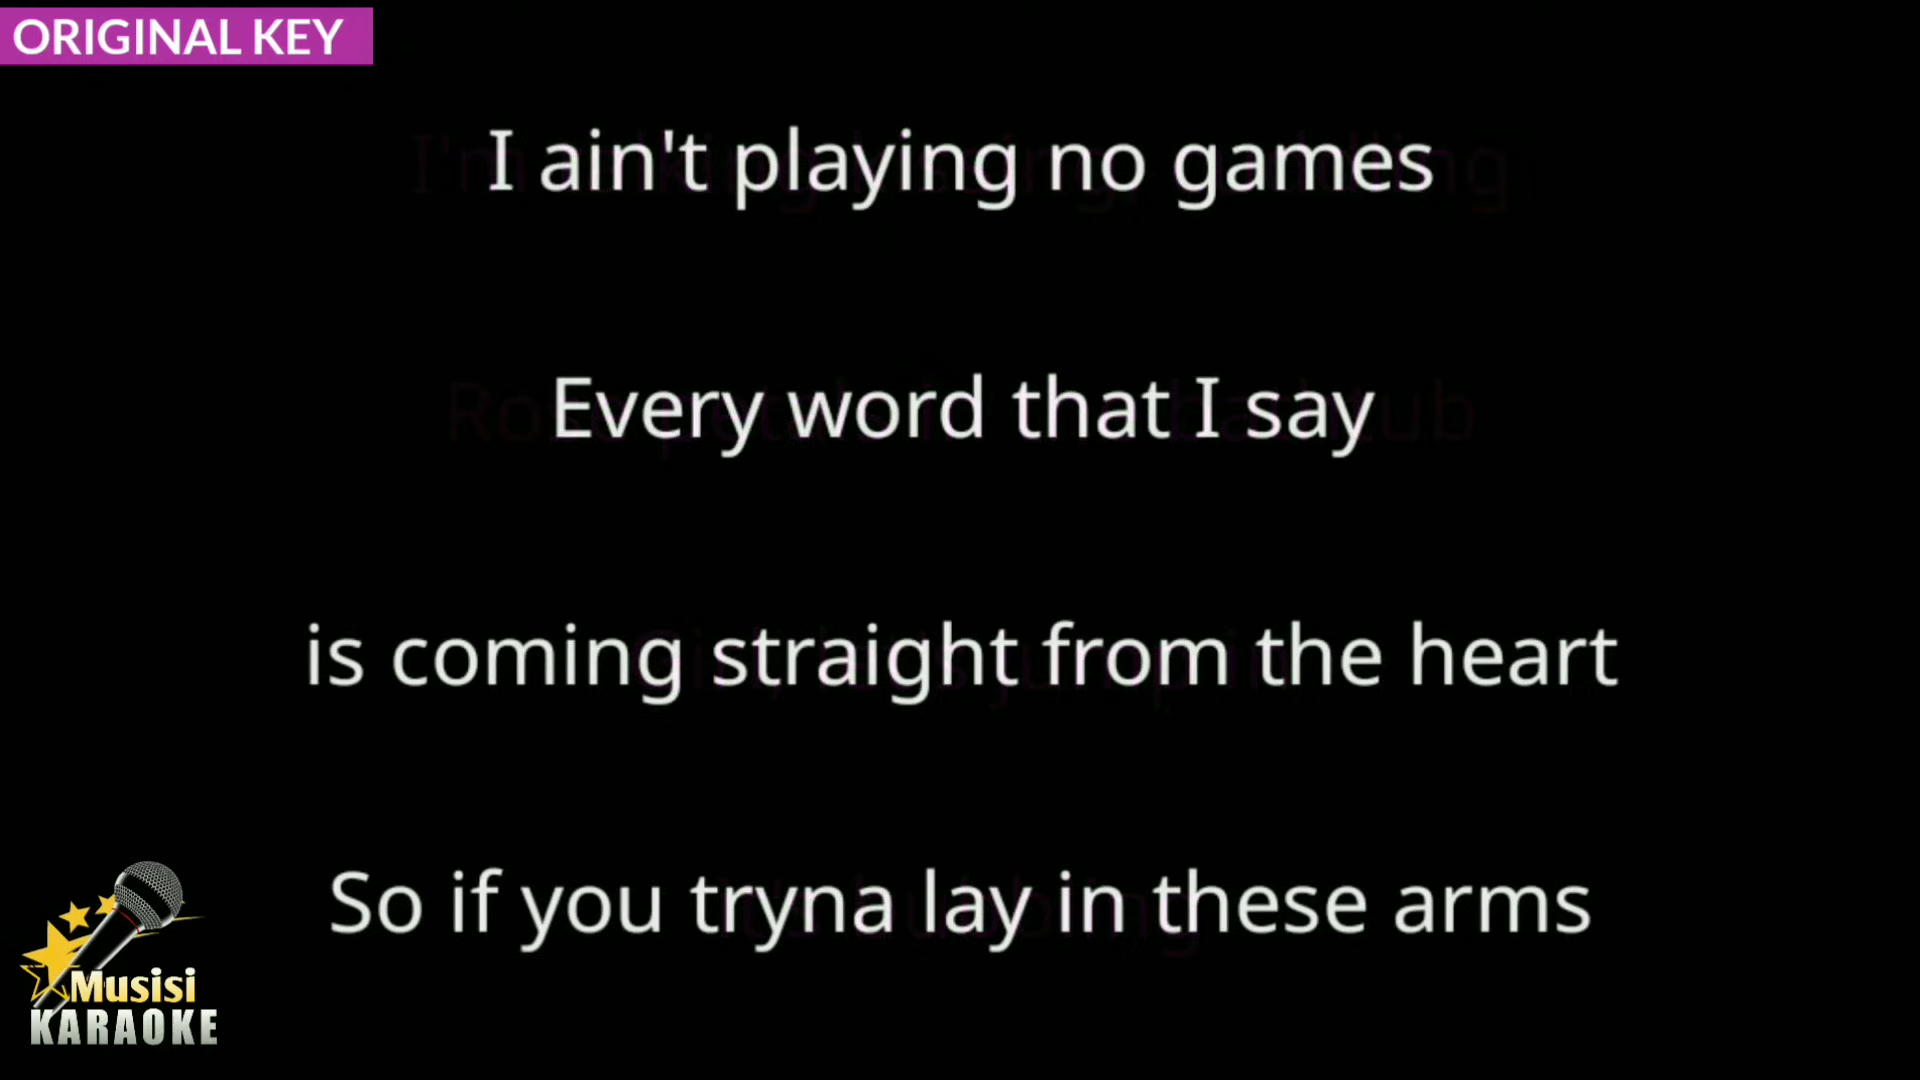 ORIGINAL KEY
I ain't playing no games
Every word that I say
is coming straight from the heart
So if you tryna lay in these arms
Musisi
KARAOKE